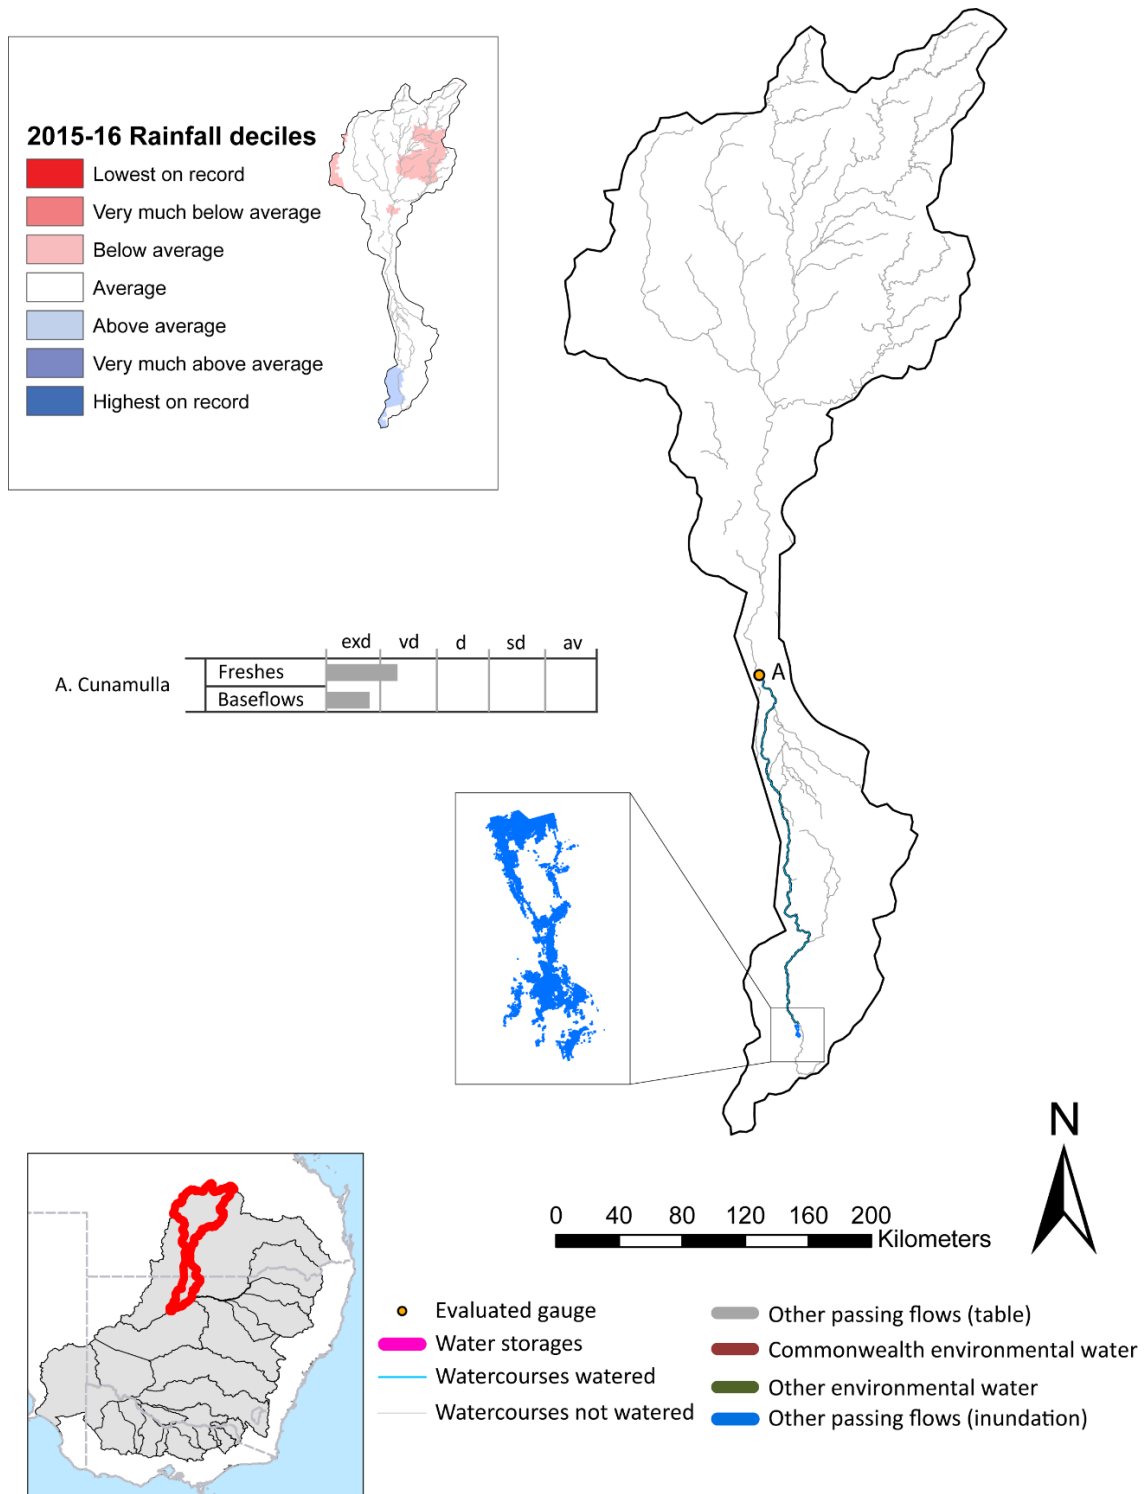 2015-16 Rainfall deciles
Lowest on record
Very much below average
Below average
Average
Above average
Very much above average
Highest on record
exd vd d sd av
A. Cunamulla
Freshes
Baseflows
A
N
0 40 80 120 160 200
Kilometers
Evaluated gauge
Water storages
Watercourses watered
Watercourses not watered
Other passing flows (table)
Commonwealth environmental water
Other environmental water
Other passing flows (inundation)